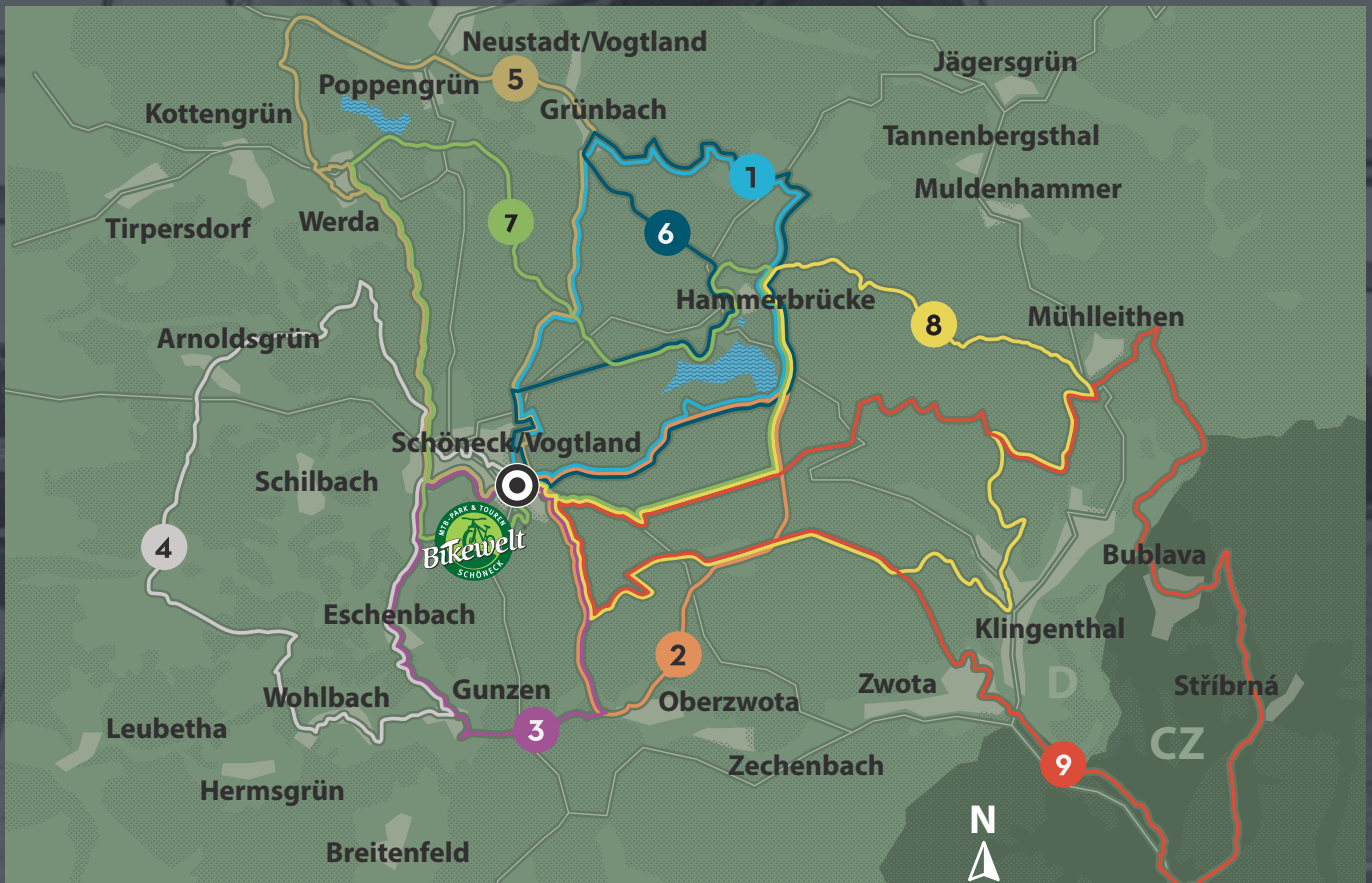 Neustadt/Vogtland
Jägersgrün
5
Poppengrün
Grünbach
Kottengrün
Tannenbergsthal
1
Muldenhammer
Tirpersdorf
Werda
7
6
Hammerbrücke
8
Mühlleithen
Arnoldsgrün
Schöneck/Vogtland
Schilbach
MTB-PARK & TOUREN
Bikewelt
SCHÖNECK
4
Bublava
Eschenbach
Klingenthal
2
D
Zwota
Stříbrná
Wohlbach
Gunzen
Oberzwota
Leubetha
3
CZ
Zechenbach
9
Hermsgrün
N
Breitenfeld